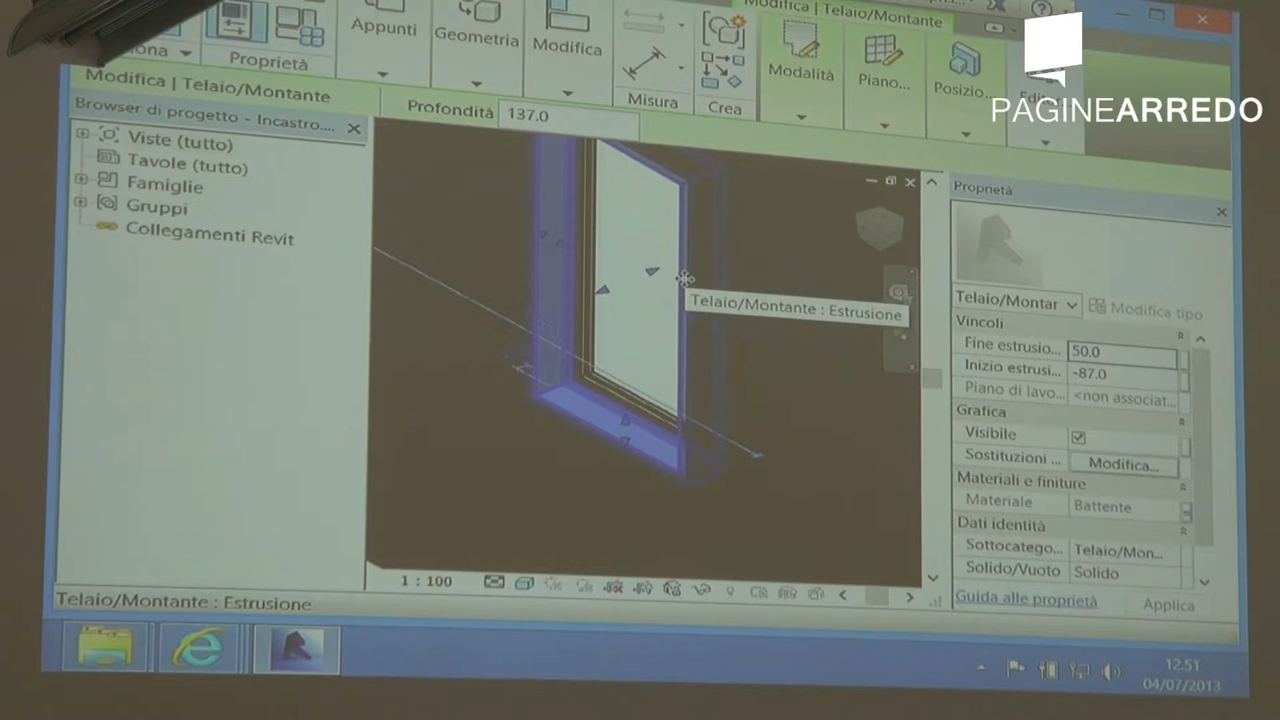 Modifica | Telaio/Montante
PAGINEARREDO
Proprietà
Appunti
Geometria
Modifica
Misura
Crea
Modalità
Piano...
Posizio...
Modifica | Telaio/Montante
Profondità 137.0
Browser di progetto - Incastro....
Viste (tutto)
Tavole (tutto)
Famiglie
Gruppi
Collegamenti Revit
Telaio/Montante : Estrusione
Proprietà
Telaio/Montar
Modifica tipo
Vincoli
Fine estrusio... 50.0
Inizio estrusi... -87.0
Piano di lavo... <non associat...
Grafica
Visibile
Sostituzioni ... Modifica...
Materiali e finiture
Materiale Battente
Dati identità
Sottocatego... Telaio/Mon...
Solido/Vuoto Solido
Guida alle proprietà
Applica
1 : 100
Telaio/Montante : Estrusione
12.51
04/07/2013